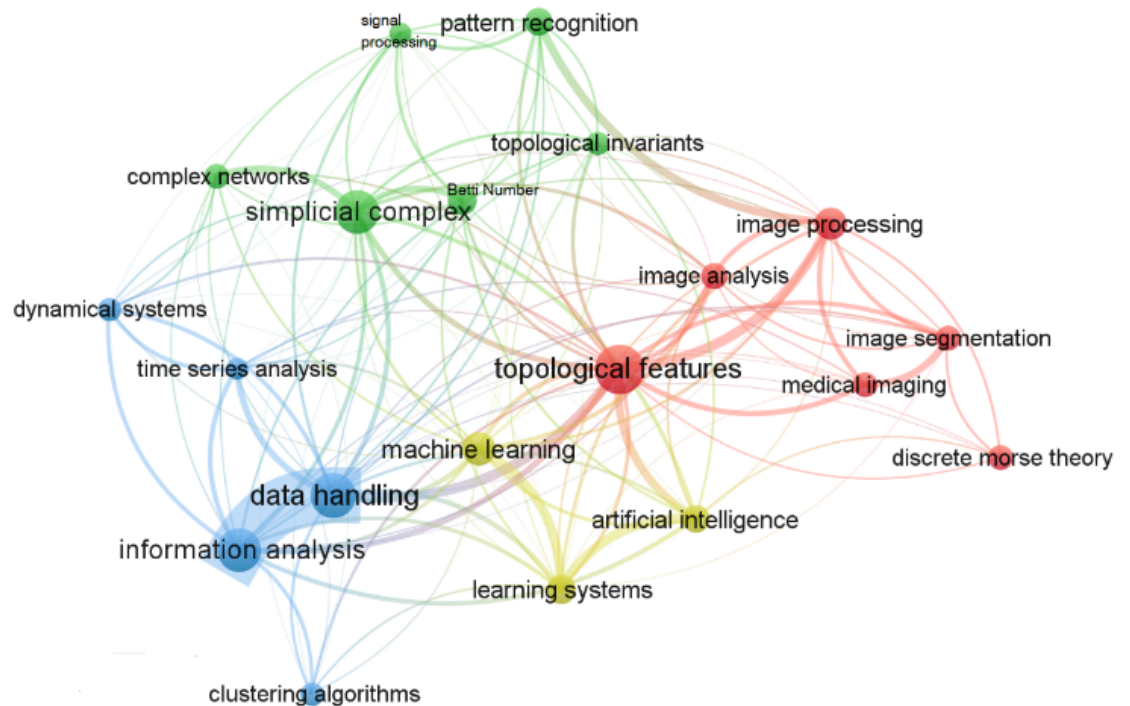 signal
processing
pattern recognition
topological invariants
complex networks
Betti Number
simplicial complex
image processing
image analysis
dynamical systems
image segmentation
time series analysis
topological features
medical imaging
machine learning
discrete morse theory
data handling
artificial intelligence
information analysis
learning systems
clustering algorithms